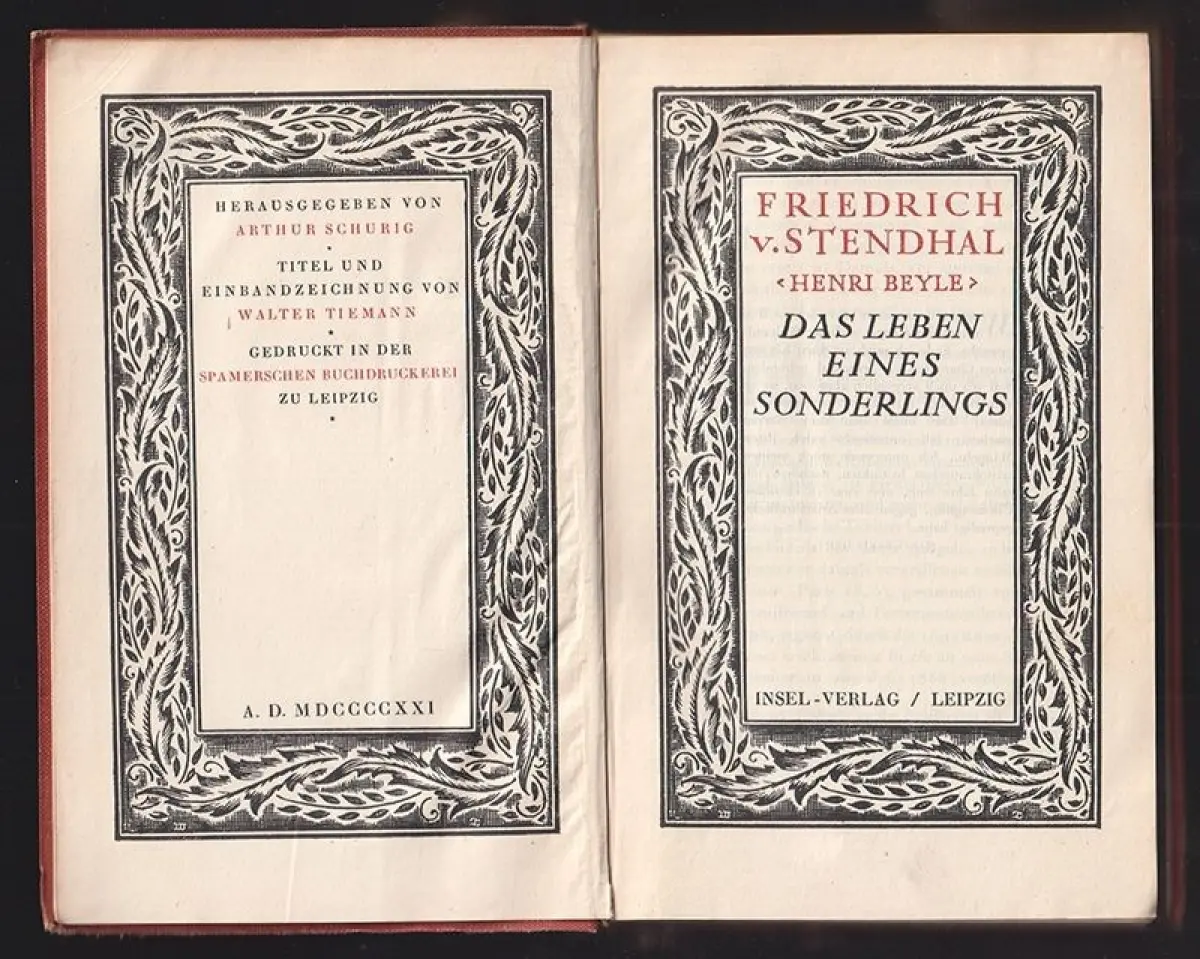 HERAUSGEGEBEN VON
ARTHUR SCHURIG
TITEL UND
EINBANDZEICHNUNG VON
WALTER TIEMANN
GEDRUCKT IN DER
SPAMERSCHEN BUCHDRUCKEREI
ZU LEIPZIG
A. D. MDCCCCXXI
FRIEDRICH
v. STENDHAL
<HENRI BEYLE>
DAS LEBEN
EINES
SONDERLINGS
INSEL-VERLAG / LEIPZIG